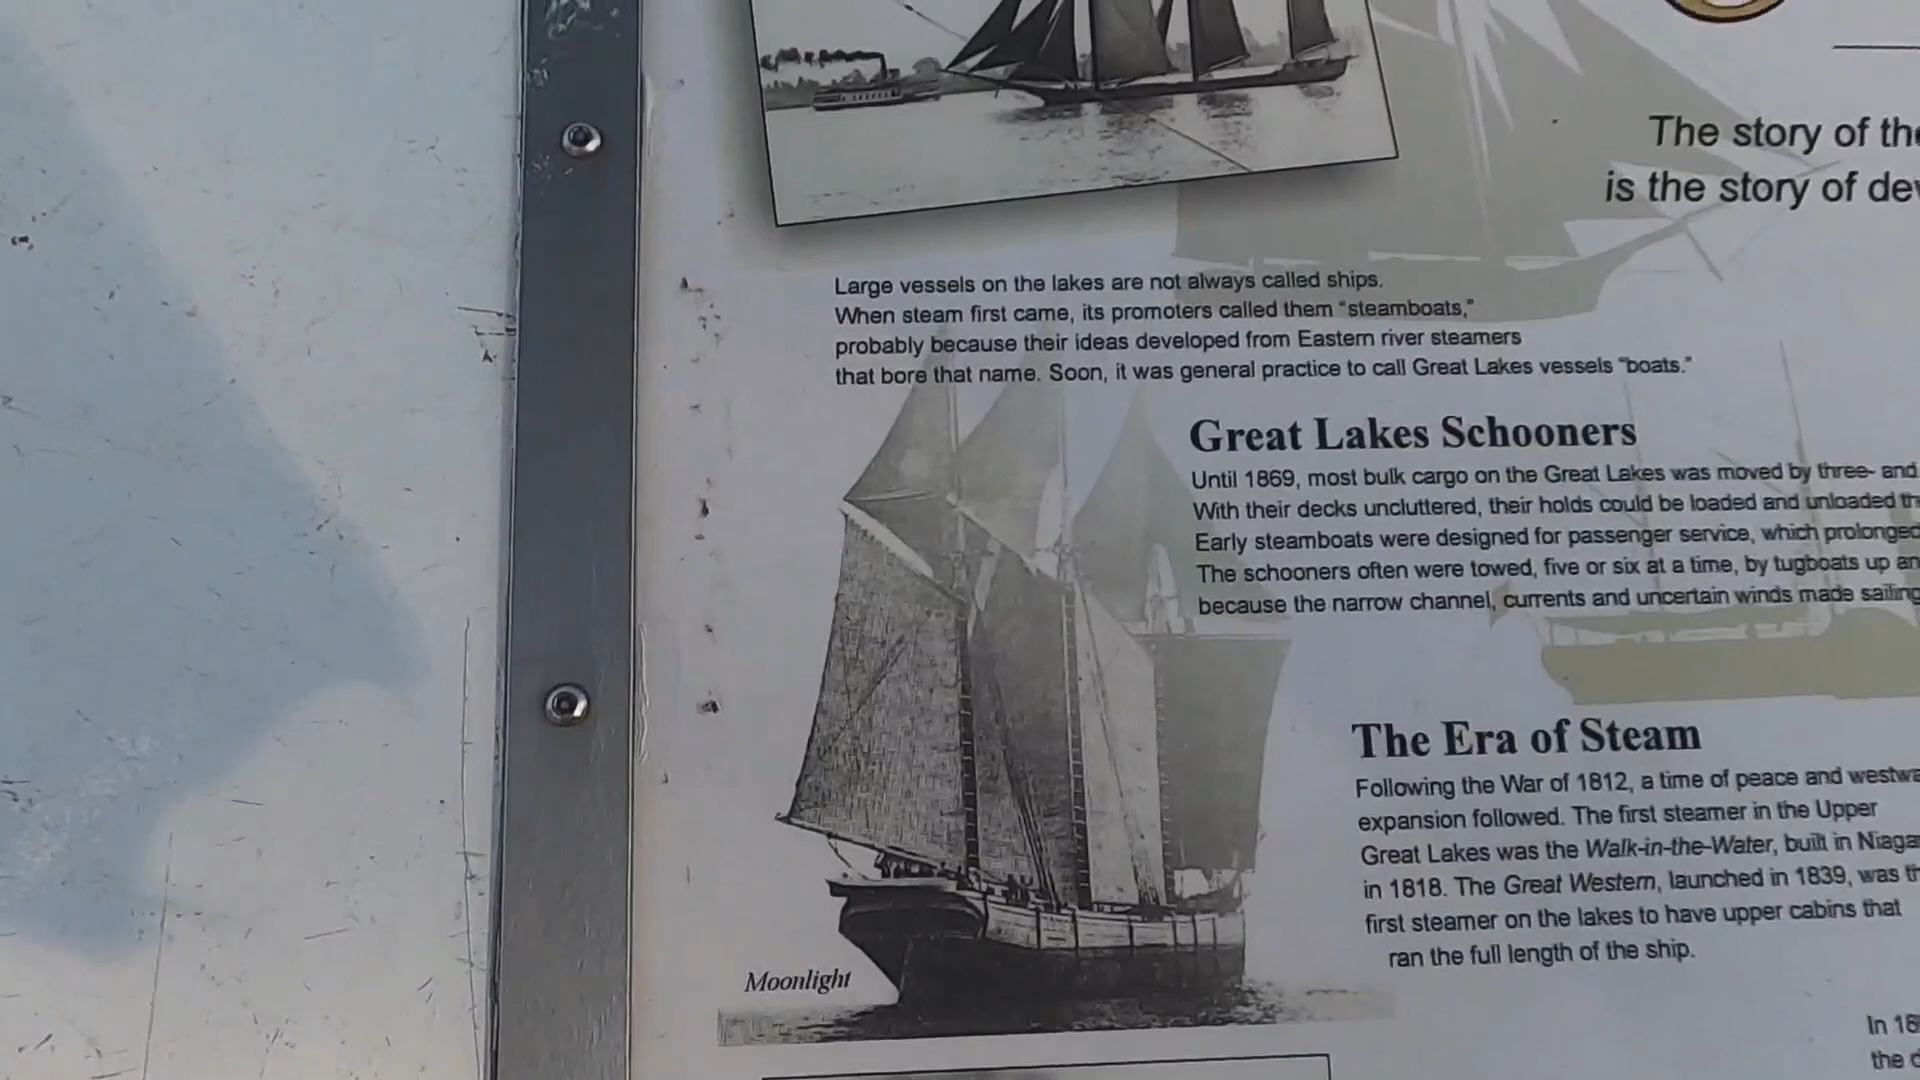 The story of the
is the story of dev
Large vessels on the lakes are not always called ships.
When steam first came, its promoters called them "steamboats,"
probably because their ideas developed from Eastern river steamers
that bore that name. Soon, it was general practice to call Great Lakes vessels "boats."
Great Lakes Schooners
Until 1869, most bulk cargo on the Great Lakes was moved by three- and
With their decks uncluttered, their holds could be loaded and unloaded th
Early steamboats were designed for passenger service, which prolonged
The schooners often were towed, five or six at a time, by tugboats up an
because the narrow channel, currents and uncertain winds made sailing
The Era of Steam
Following the War of 1812, a time of peace and westwa
expansion followed. The first steamer in the Upper
Great Lakes was the Walk-in-the-Water, built in Niaga
in 1818. The Great Western, launched in 1839, was th
first steamer on the lakes to have upper cabins that
ran the full length of the ship.
Moonlight
In 18
the d